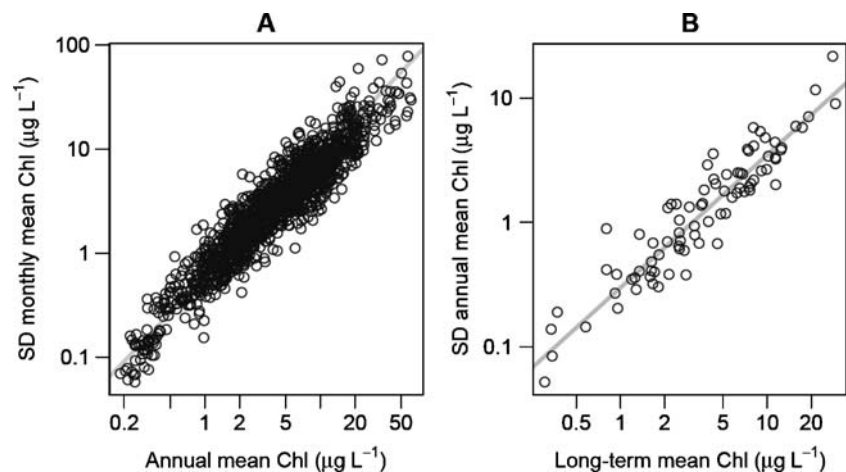 A
SD monthly mean Chl (µg L⁻¹)
100
10
1
0.1
0.2 1 2 5 20 50
Annual mean Chl (µg L⁻¹)
B
SD annual mean Chl (µg L⁻¹)
10
1
0.1
0.5 1 2 5 10 20
Long-term mean Chl (µg L⁻¹)